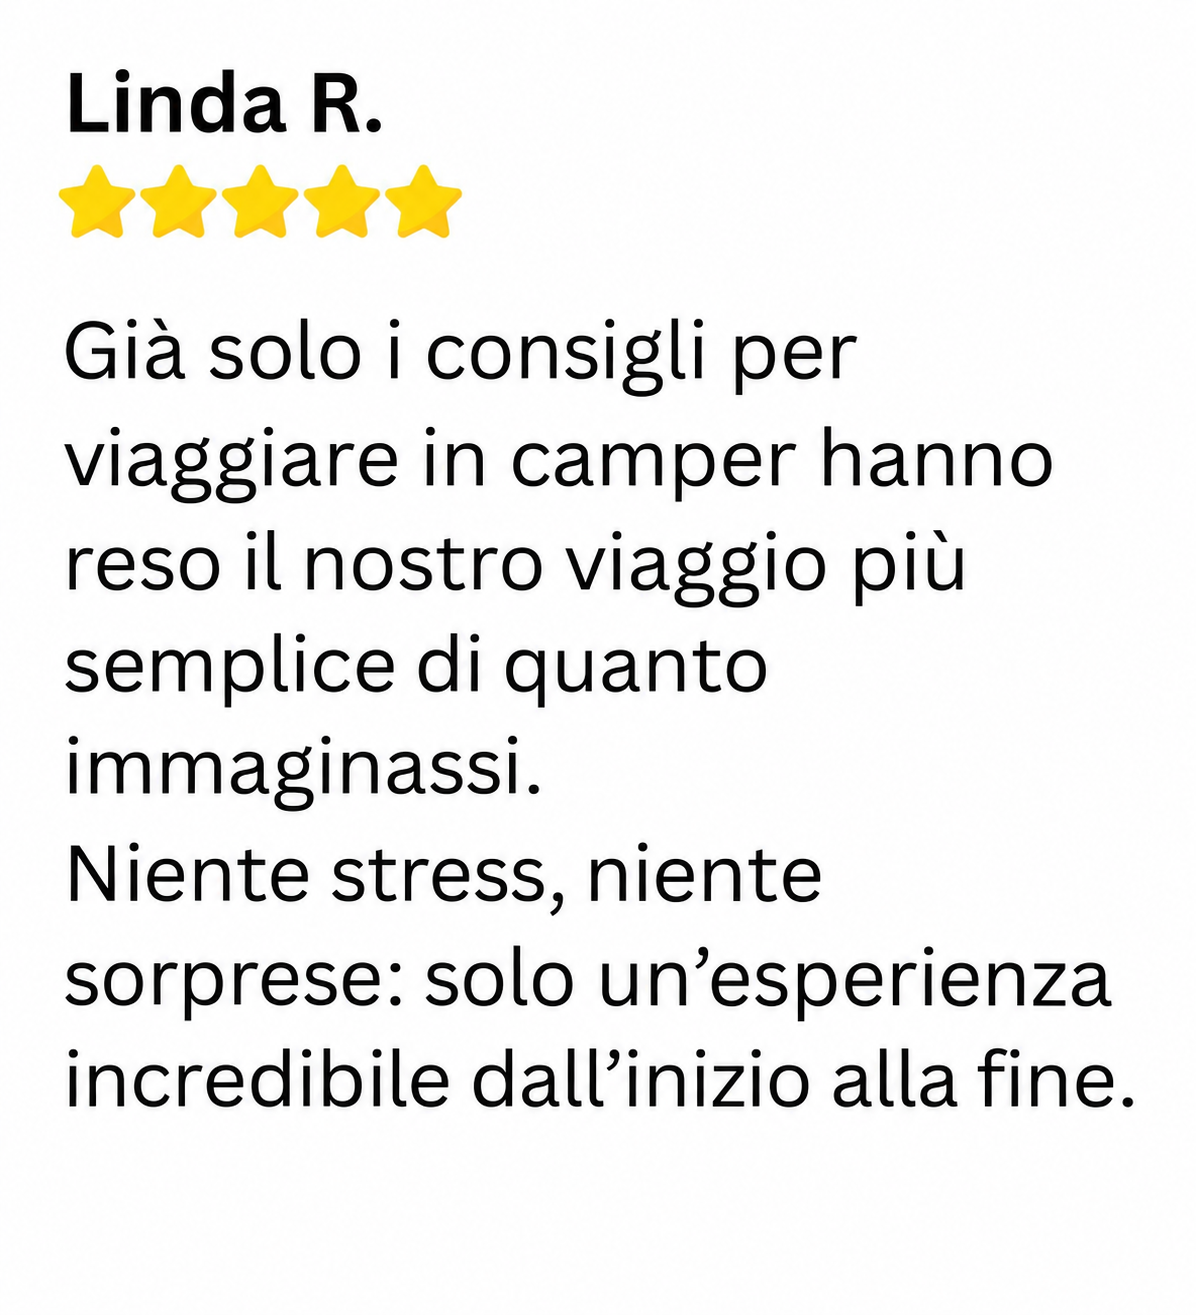 Linda R.
⭐⭐⭐⭐⭐
Già solo i consigli per
viaggiare in camper hanno
reso il nostro viaggio più
semplice di quanto
immaginassi.
Niente stress, niente
sorprese: solo un’esperienza
incredibile dall’inizio alla fine.